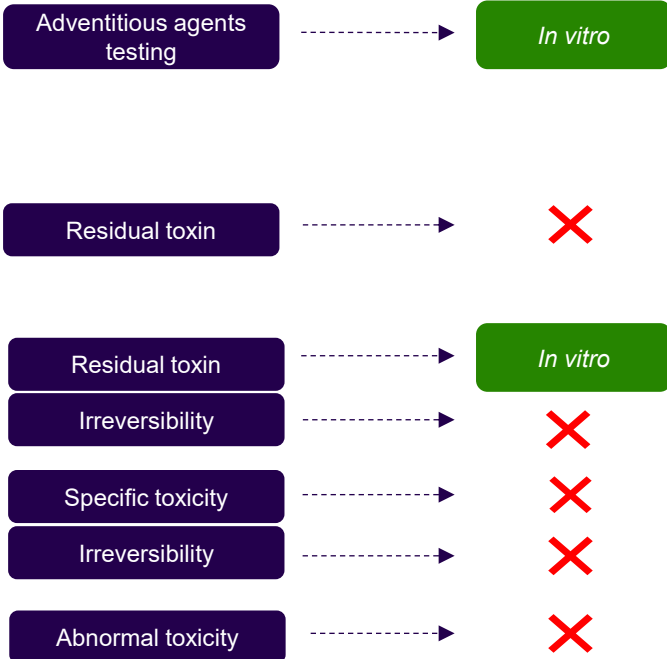 Adventitious agents
testing
In vitro
Residual toxin
Residual toxin
In vitro
Irreversibility
Specific toxicity
Irreversibility
Abnormal toxicity